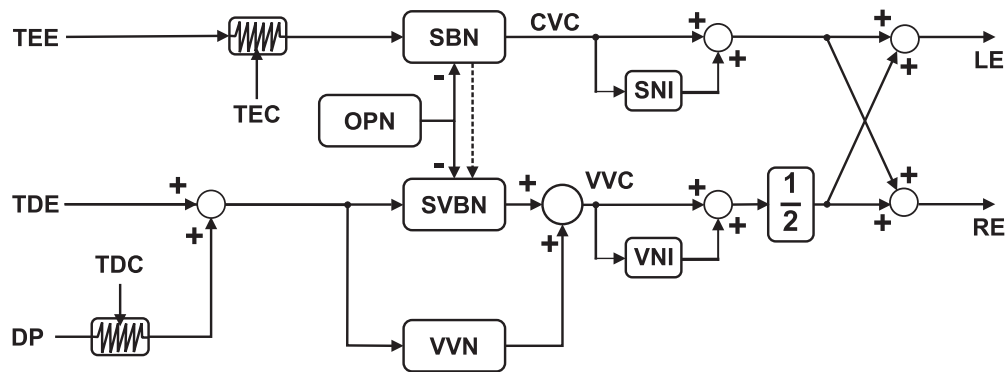 TEE
TEC
SBN
CVC
SNI
LE
OPN
TDE
SVBN
VVC
VNI
1
2
RE
TDC
DP
VVN
+
+
+
+
-
-
+
+
+
+
+
+
+
+
+
+